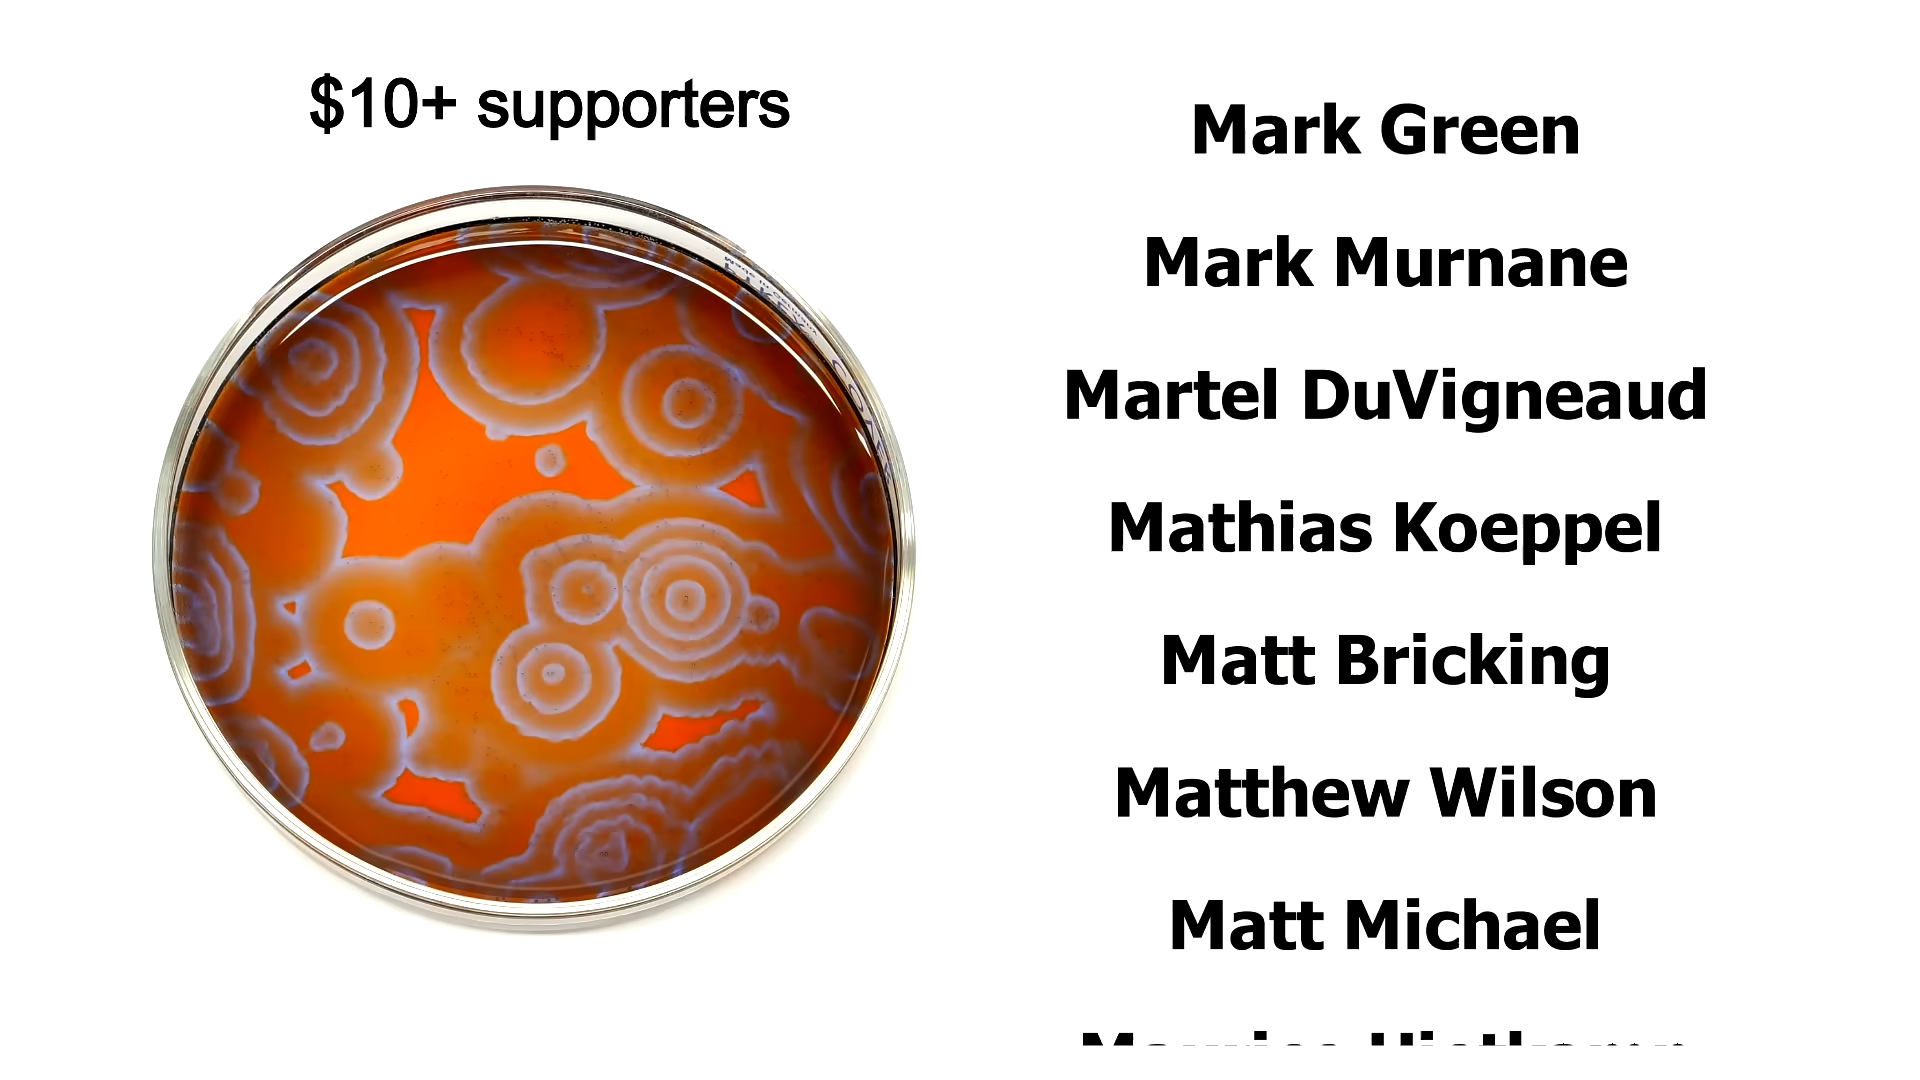 $10+ supporters
Mark Green
Mark Murnane
Martel DuVigneaud
Mathias Koeppel
Matt Bricking
Matthew Wilson
Matt Michael